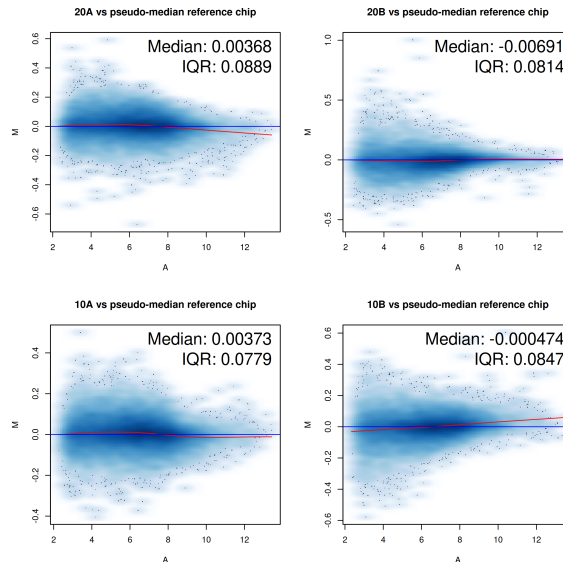 20A vs pseudo-median reference chip
Median: 0.00368
IQR: 0.0889
M
0.6
0.4
0.2
0.0
-0.2
-0.4
-0.6
2 4 6 8 10 12
A
20B vs pseudo-median reference chip
Median: -0.00691
IQR: 0.0814
M
1.0
0.5
0.0
-0.5
2 4 6 8 10 12
A
10A vs pseudo-median reference chip
Median: 0.00373
IQR: 0.0779
M
0.4
0.2
0.0
-0.2
-0.4
2 4 6 8 10 12
A
10B vs pseudo-median reference chip
Median: -0.000474
IQR: 0.0847
M
0.6
0.4
0.2
0.0
-0.2
-0.4
-0.6
2 4 6 8 10 12
A